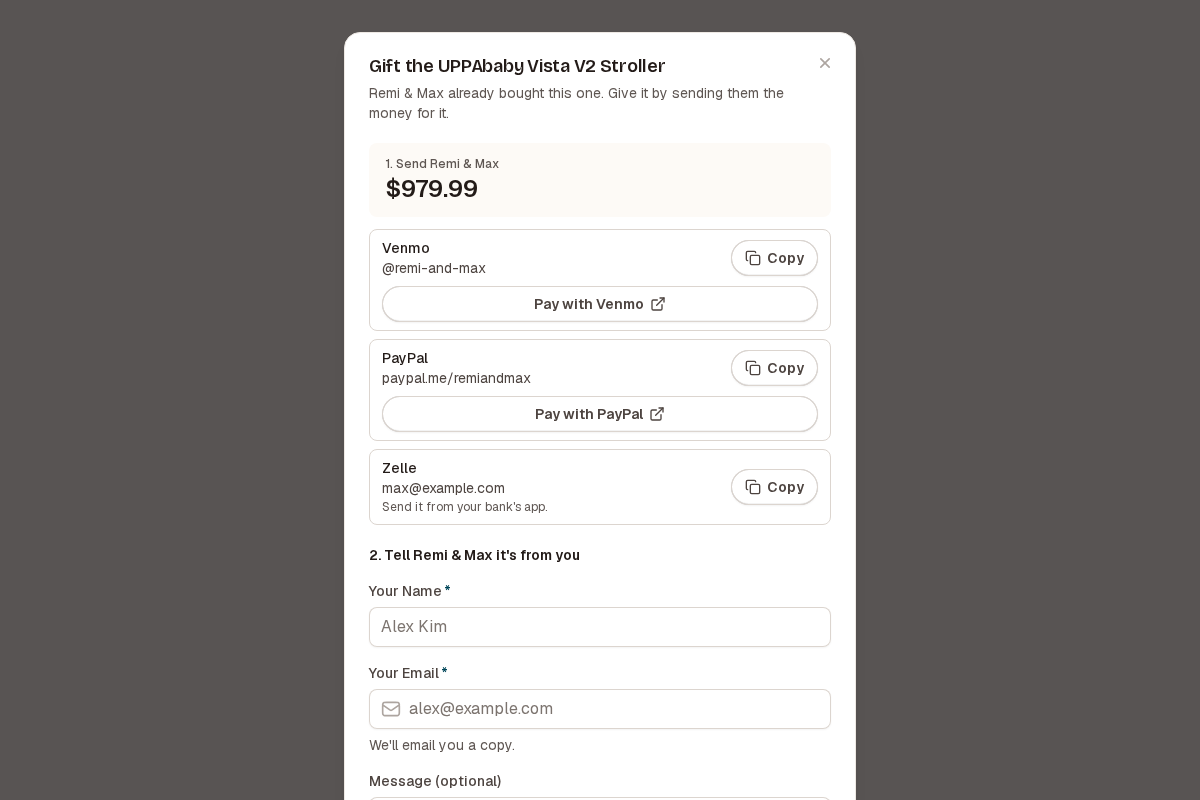 Gift the UPPAbaby Vista V2 Stroller
Remi & Max already bought this one. Give it by sending them the
money for it.
1. Send Remi & Max
$979.99
Venmo
@remi-and-max
Copy
Pay with Venmo
PayPal
paypal.me/remiandmax
Copy
Pay with PayPal
Zelle
max@example.com
Send it from your bank's app.
Copy
2. Tell Remi & Max it's from you
Your Name *
Alex Kim
Your Email *
alex@example.com
We'll email you a copy.
Message (optional)